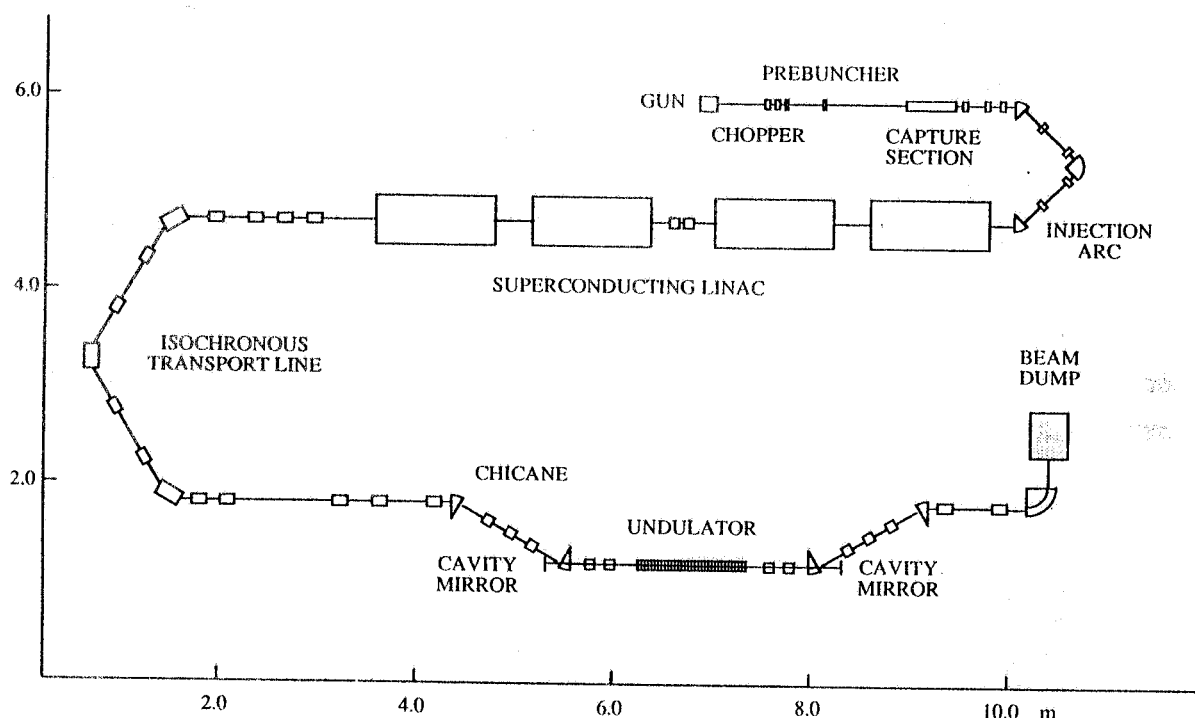 6.0
PREBUNCHER
GUN
CHOPPER
CAPTURE
SECTION
INJECTION
ARC
SUPERCONDUCTING LINAC
4.0
ISOCHRONOUS
TRANSPORT LINE
BEAM
DUMP
2.0
CHICANE
UNDULATOR
CAVITY
MIRROR
CAVITY
MIRROR
2.0 4.0 6.0 8.0 10.0 m